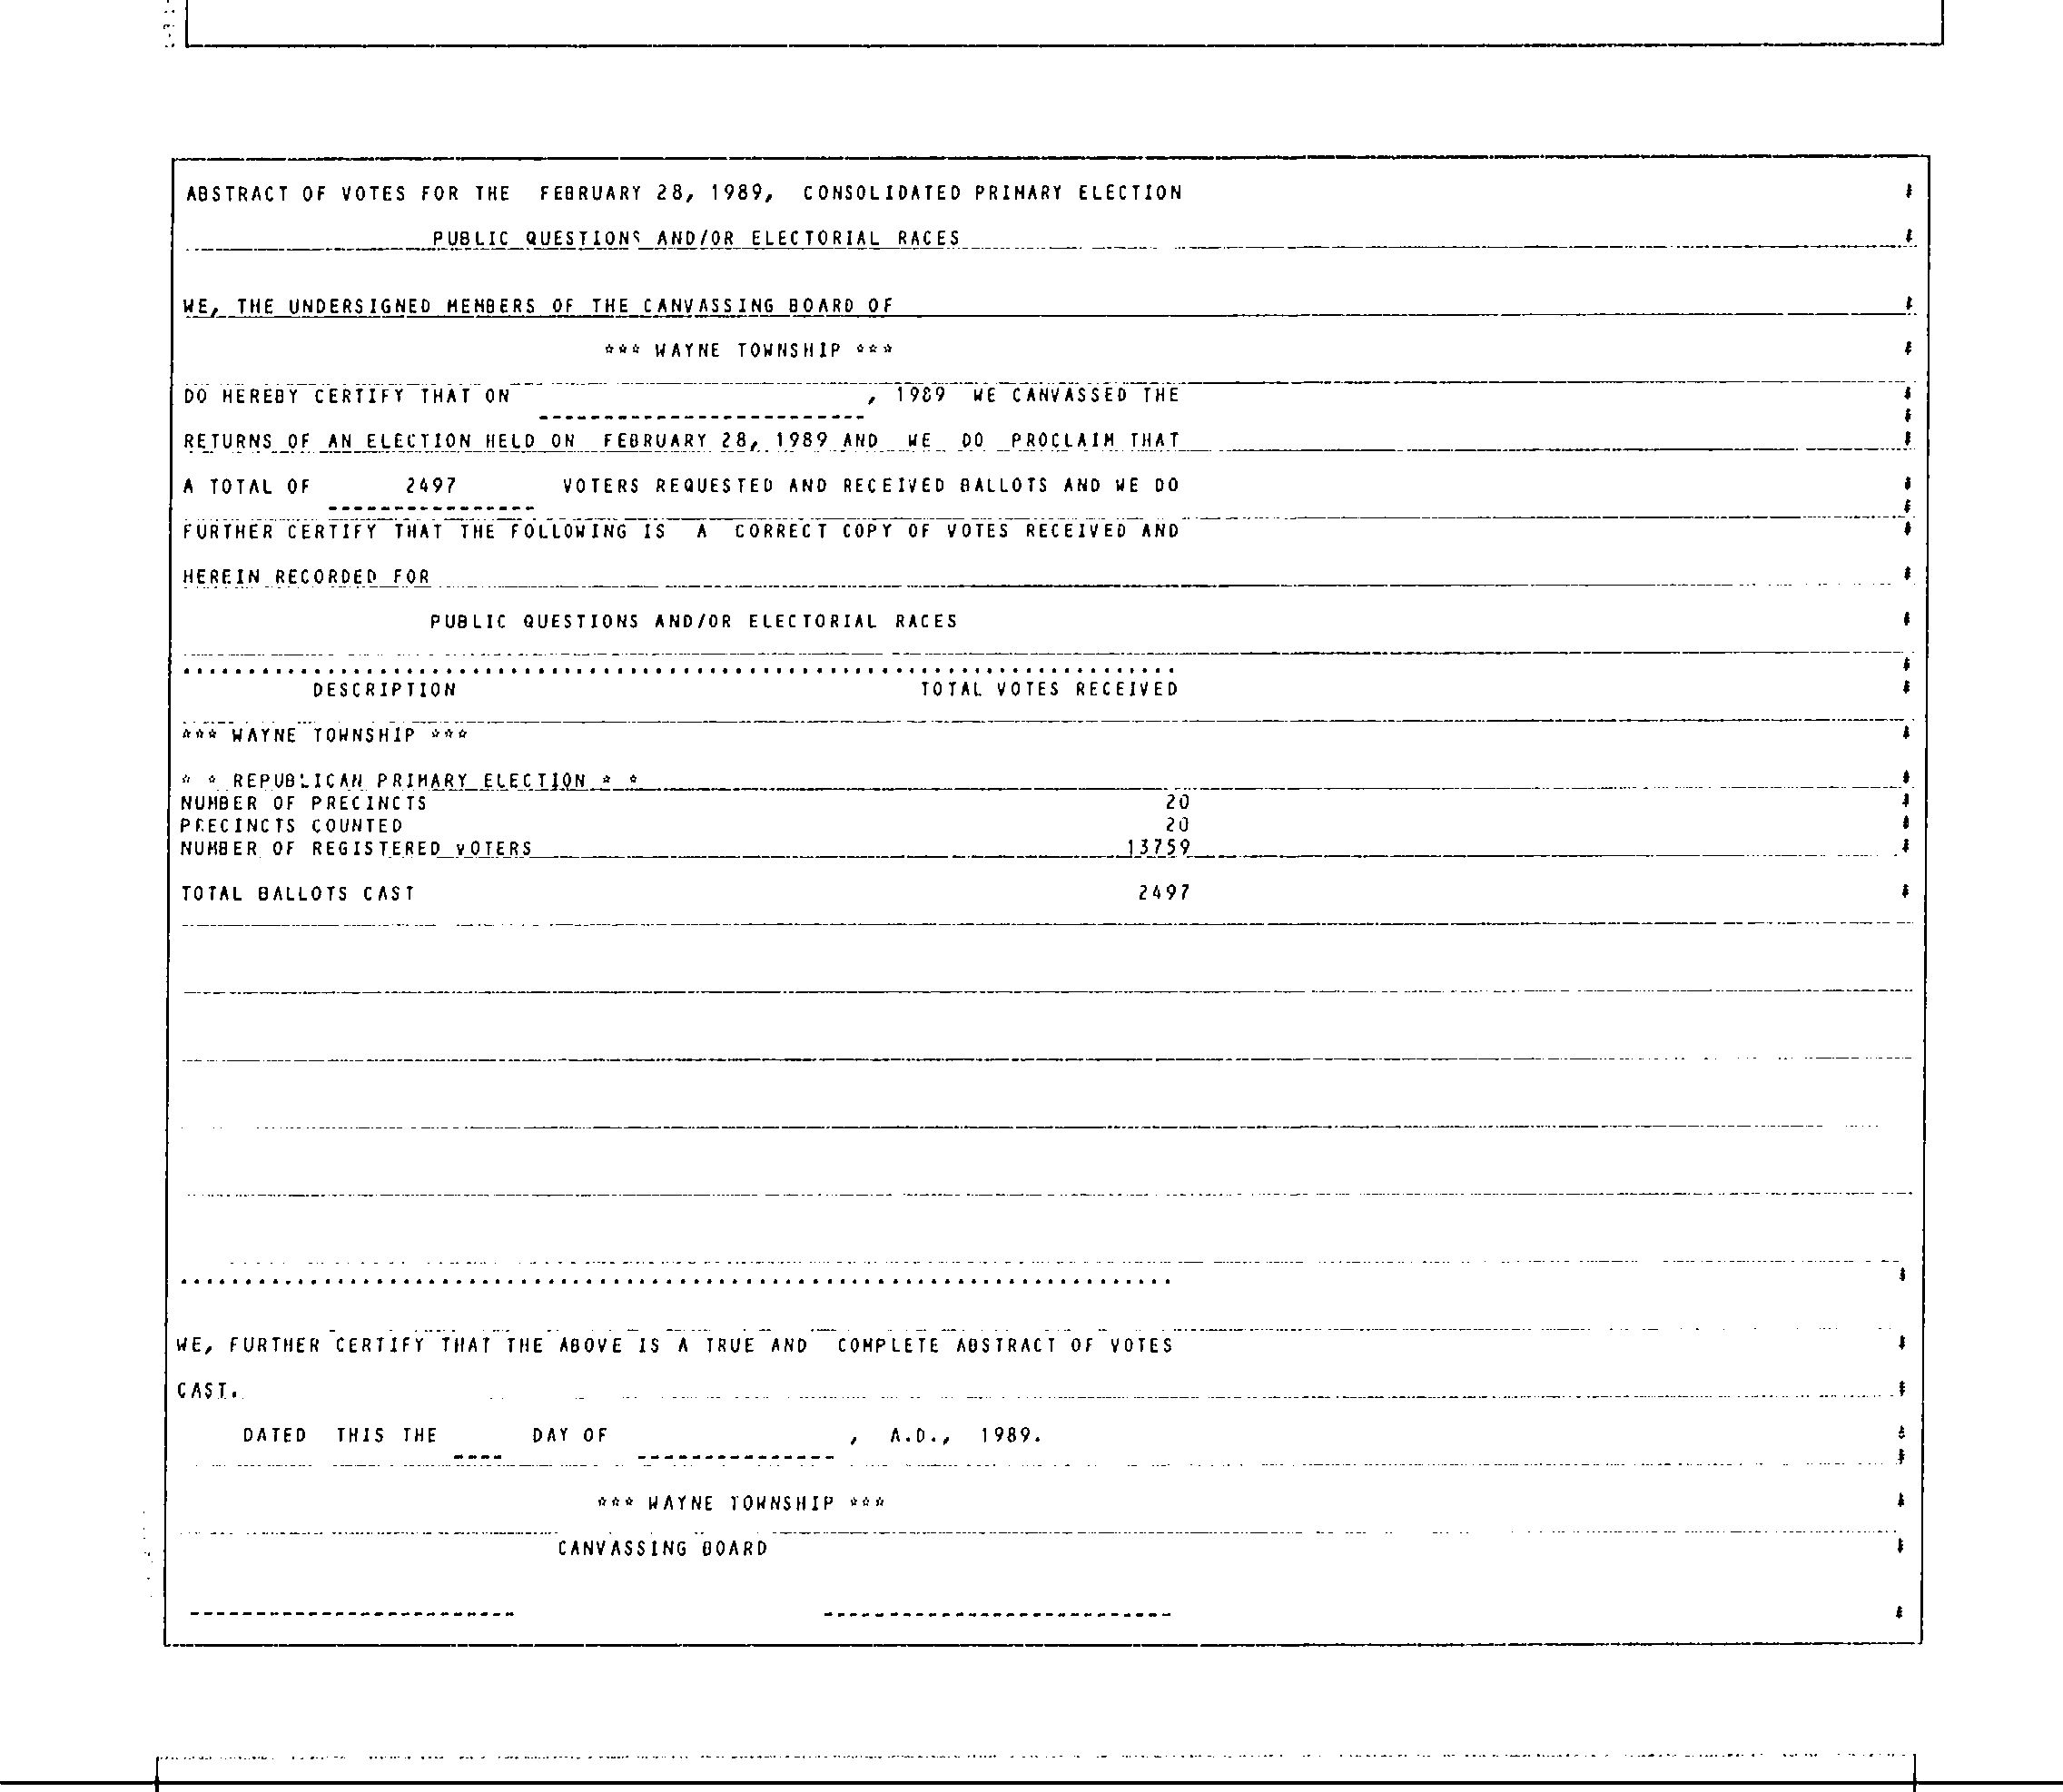 ABSTRACT OF VOTES FOR THE FEBRUARY 28, 1989, CONSOLIDATED PRIMARY ELECTION
PUBLIC QUESTIONS AND/OR ELECTORIAL RACES
WE, THE UNDERSIGNED MEMBERS OF THE CANVASSING BOARD OF
*** WAYNE TOWNSHIP ***
DO HEREBY CERTIFY THAT ON , 1989 WE CANVASSED THE
RETURNS OF AN ELECTION HELD ON FEBRUARY 28, 1989 AND WE DO PROCLAIM THAT
A TOTAL OF 2497 VOTERS REQUESTED AND RECEIVED BALLOTS AND WE DO
FURTHER CERTIFY THAT THE FOLLOWING IS A CORRECT COPY OF VOTES RECEIVED AND
HEREIN RECORDED FOR
PUBLIC QUESTIONS AND/OR ELECTORIAL RACES
DESCRIPTION TOTAL VOTES RECEIVED
*** WAYNE TOWNSHIP ***
* * REPUBLICAN PRIMARY ELECTION * *
NUMBER OF PRECINCTS 20
PRECINCTS COUNTED 20
NUMBER OF REGISTERED VOTERS 13759
TOTAL BALLOTS CAST 2497
WE, FURTHER CERTIFY THAT THE ABOVE IS A TRUE AND COMPLETE ABSTRACT OF VOTES
CAST.
DATED THIS THE ---- DAY OF ---------------, A.D., 1989.
*** WAYNE TOWNSHIP ***
CANVASSING BOARD